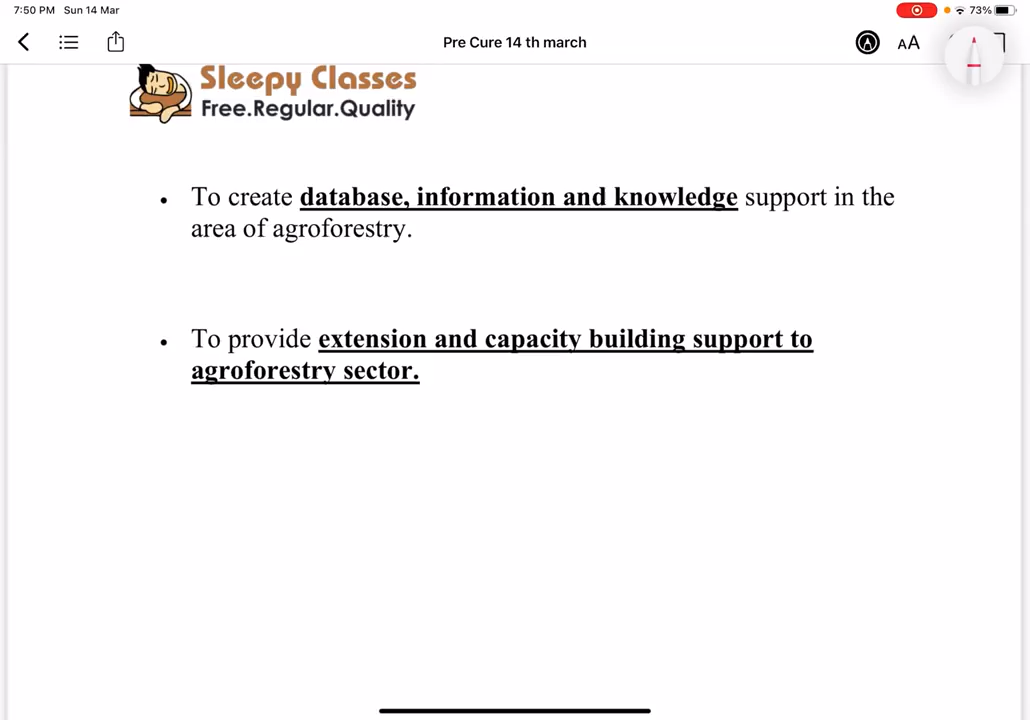 7:50 PM Sun 14 Mar
73%
Pre Cure 14 th march
AA
Sleepy Classes
Free.Regular.Quality
• To create database, information and knowledge support in the
area of agroforestry.
• To provide extension and capacity building support to
agroforestry sector.